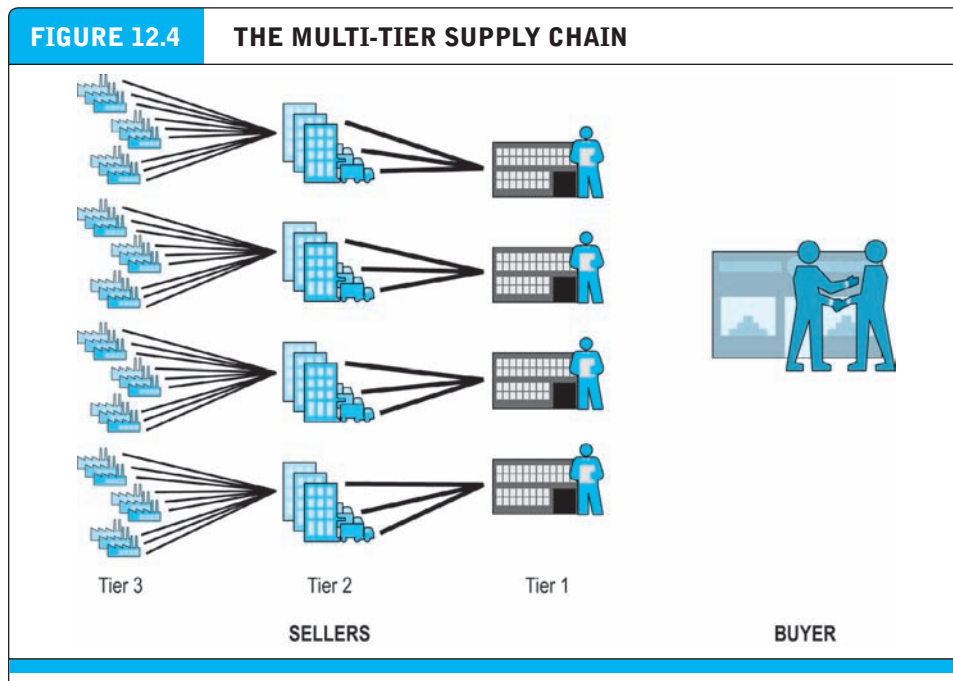 FIGURE 12.4 THE MULTI-TIER SUPPLY CHAIN
Tier 3 Tier 2 Tier 1
SELLERS BUYER